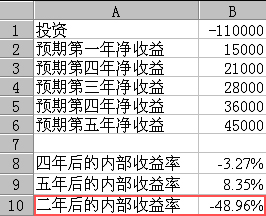 A B
1 投资 -110000
2 预期第一年净收益 15000
3 预期第四年净收益 21000
4 预期第三年净收益 28000
5 预期第四年净收益 36000
6 预期第五年净收益 45000
7
8 四年后的内部收益率 -3.27%
9 五年后的内部收益率 8.35%
10 二年后的内部收益率 -48.96%